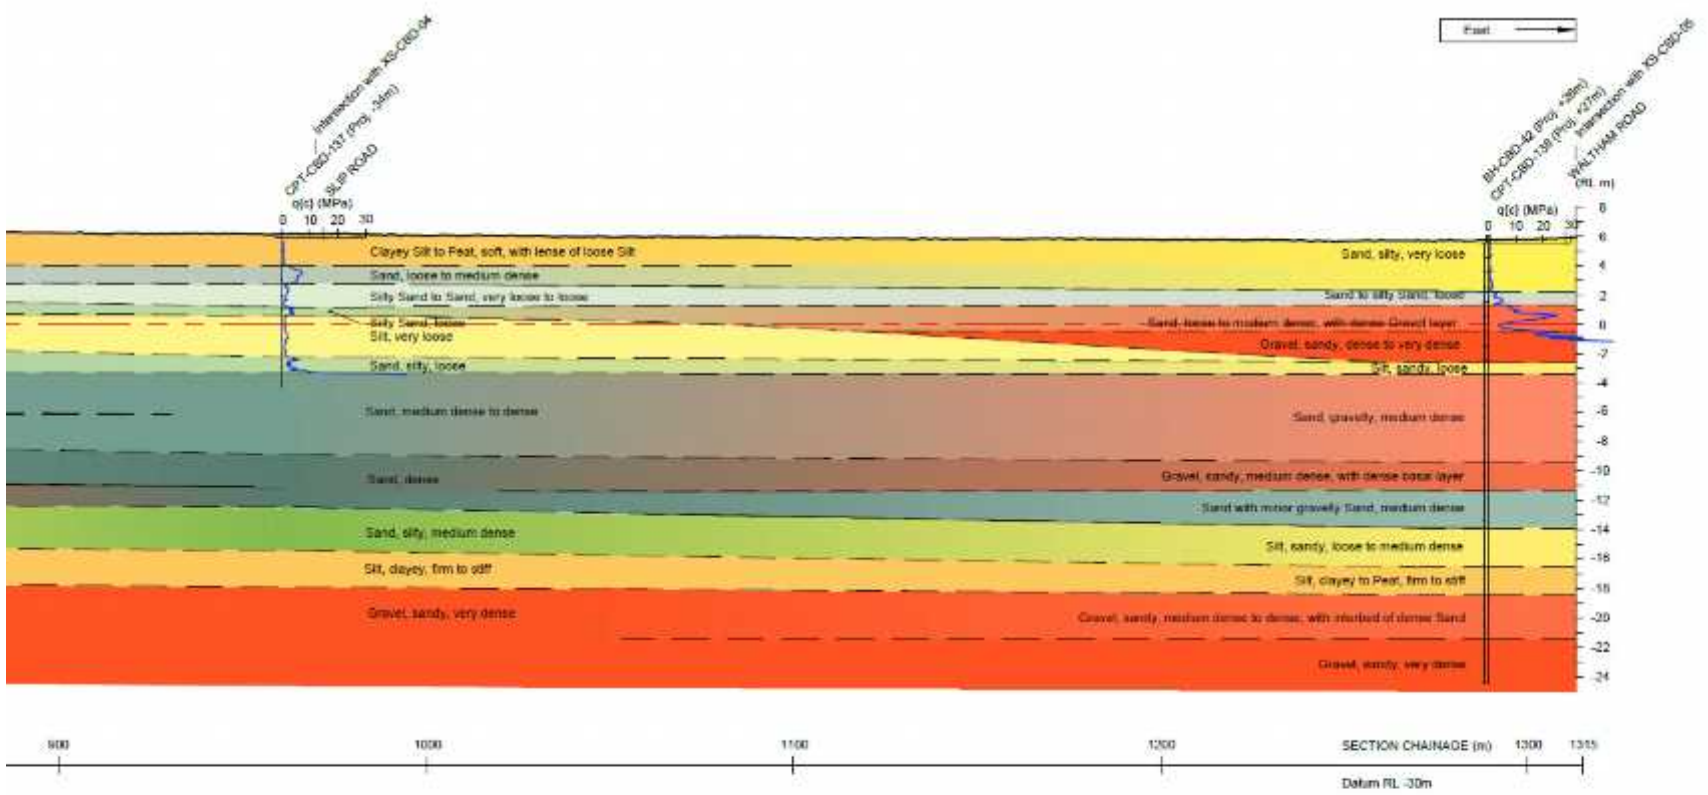 East
Intersection with XS-CBD-04
CPT-CBD-137 (Proj. -34m)
SLIP ROAD
BH-CBD-42 (Proj. +26m)
CPT-CBD-138 (Proj. +27m)
Intersection with XS-CBD-05
WALTHAM ROAD
q(c) (MPa)
0 10 20 30
q(c) (MPa)
0 10 30
(RL m)
8
6
4
2
0
-2
-4
-6
-8
-10
-12
-14
-16
-18
-20
-22
-24
Clayey Silt to Peat, soft, with lense of loose Silt
Sand, loose to medium dense
Silty Sand to Sand, very loose to loose
Silty Sand, loose
Silt, very loose
Sand, silty, loose
Sand, medium dense to dense
Sand, dense
Sand, silty, medium dense
Silt, clayey, firm to stiff
Gravel, sandy, very dense
Sand, silty, very loose
Sand to silty Sand, loose
Sand, loose to medium dense, with dense Gravel layer
Gravel, sandy, dense to very dense
Silt, sandy, loose
Sand, gravelly, medium dense
Gravel, sandy, medium dense, with dense basal layer
Sand with minor gravelly Sand, medium dense
Silt, sandy, loose to medium dense
Silt, clayey to Peat, firm to stiff
Gravel, sandy, medium dense to dense, with interbed of dense Sand
Gravel, sandy, very dense
900 1000 1100 1200 SECTION CHAINAGE (m) 1300 1315
Datum RL -30m